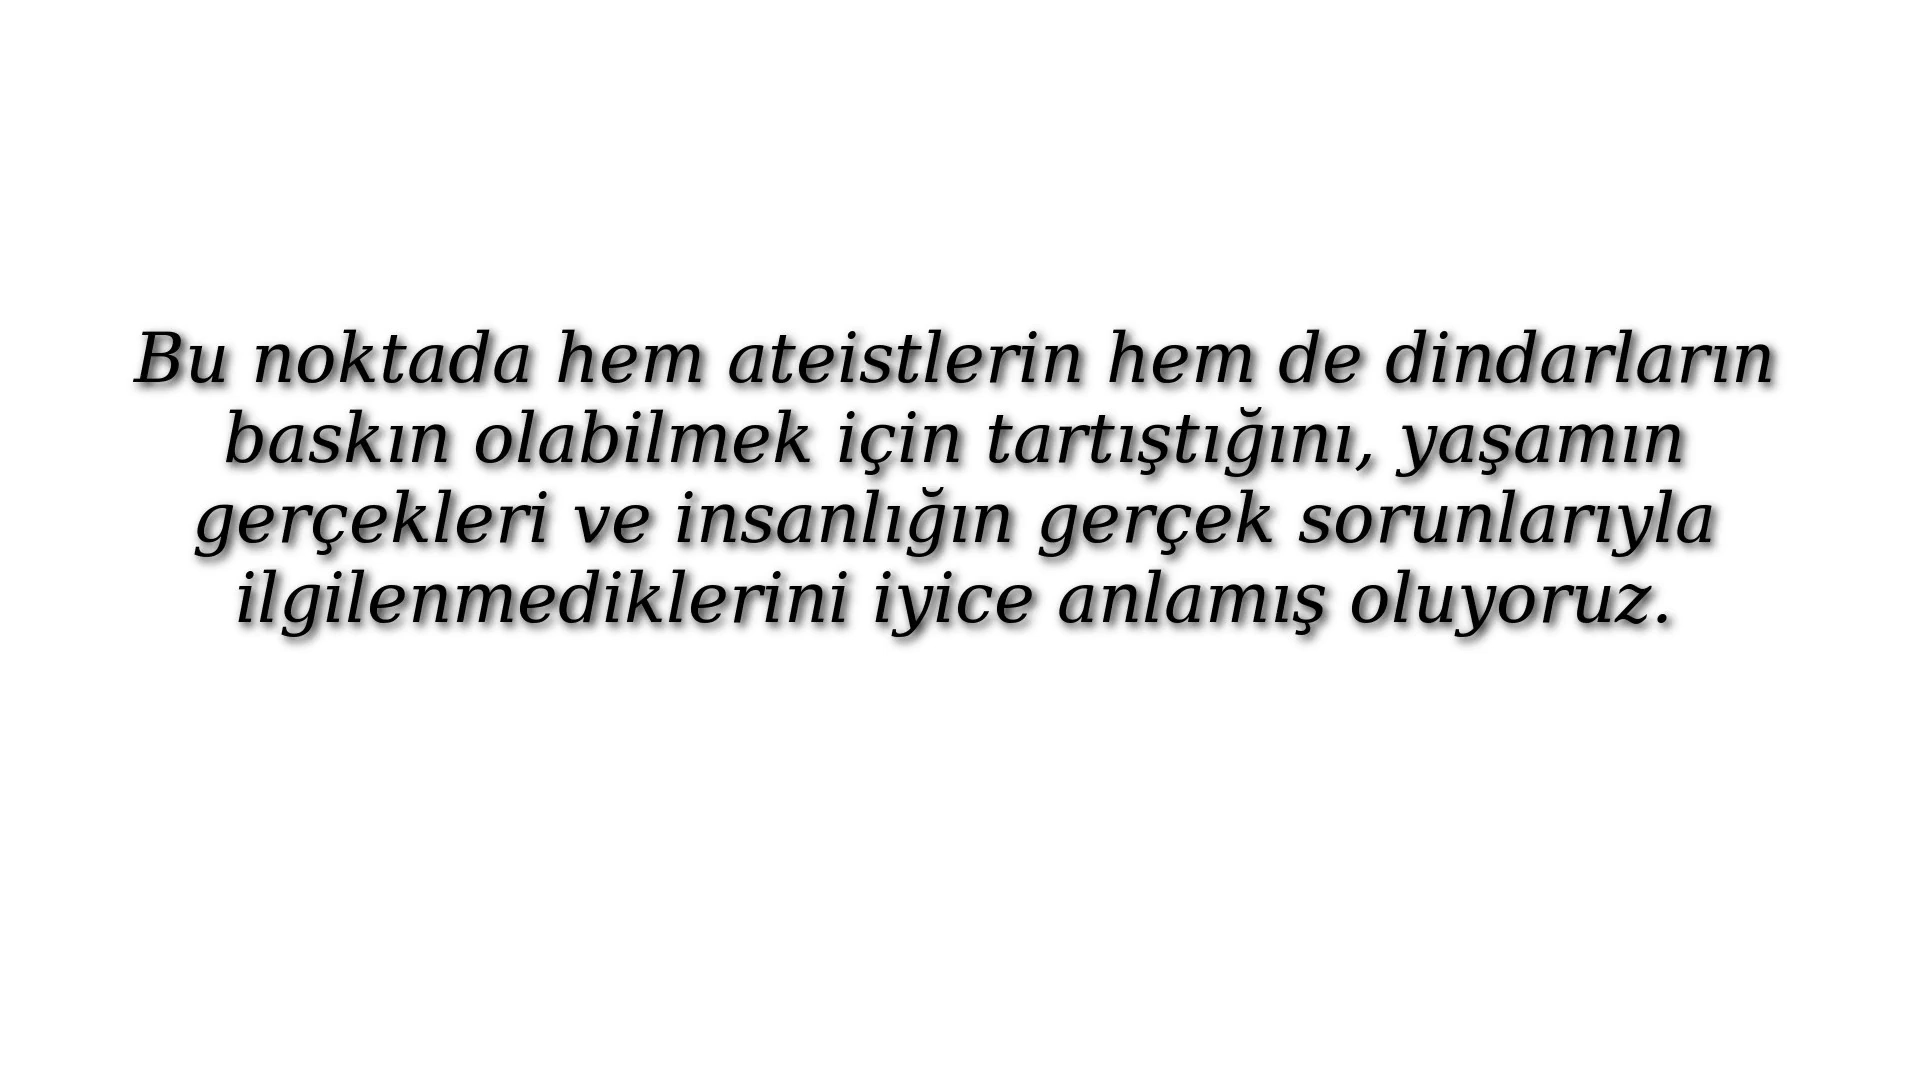 Bu noktada hem ateistlerin hem de dindarların
baskın olabilmek için tartıştığını, yaşamın
gerçekleri ve insanlığın gerçek sorunlarıyla
ilgilenmediklerini iyice anlamış oluyoruz.